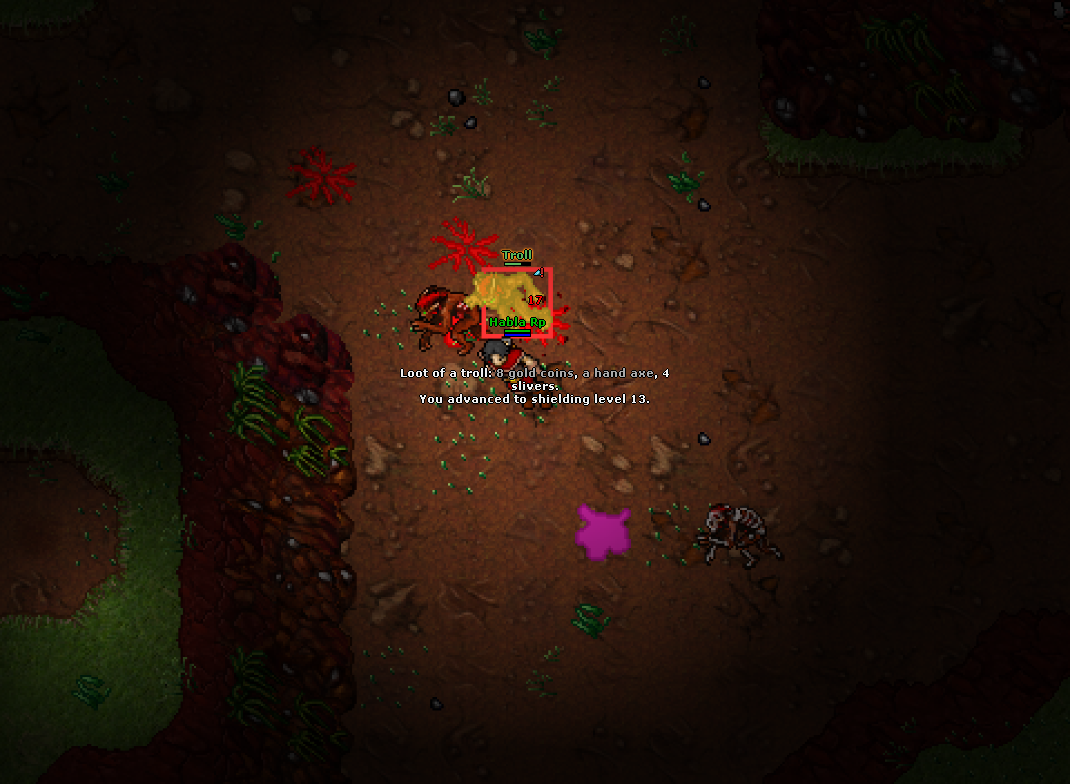 Troll
17
Habla Rp
Loot of a troll: 8 gold coins, a hand axe, 4
slivers.
You advanced to shielding level 13.